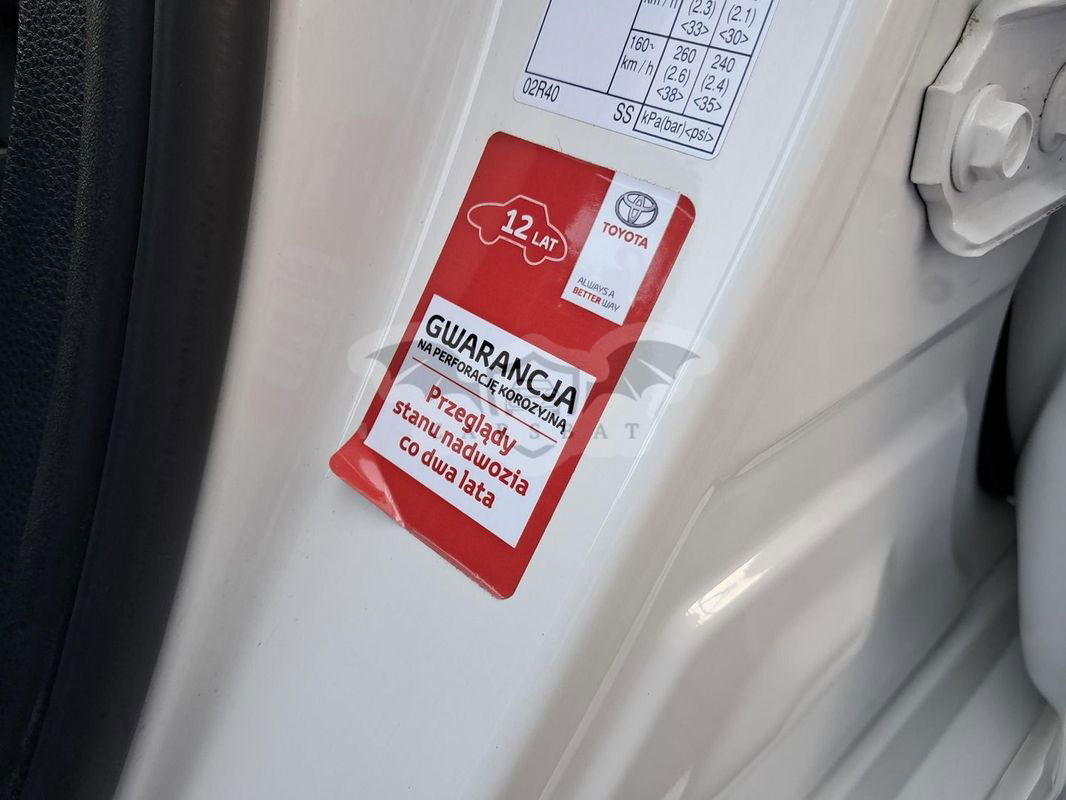 km/h (2.3) (2.1)
<33> <30>
160~ 260 240
km/h (2.6) (2.4)
<38> <35>
02R40 SS kPa(bar)<psi>
12 LAT
TOYOTA
ALWAYS A
BETTER WAY
GWARANCJA
NA PERFORACJĘ KOROZYJNĄ
Przeglądy
stanu nadwozia
co dwa lata